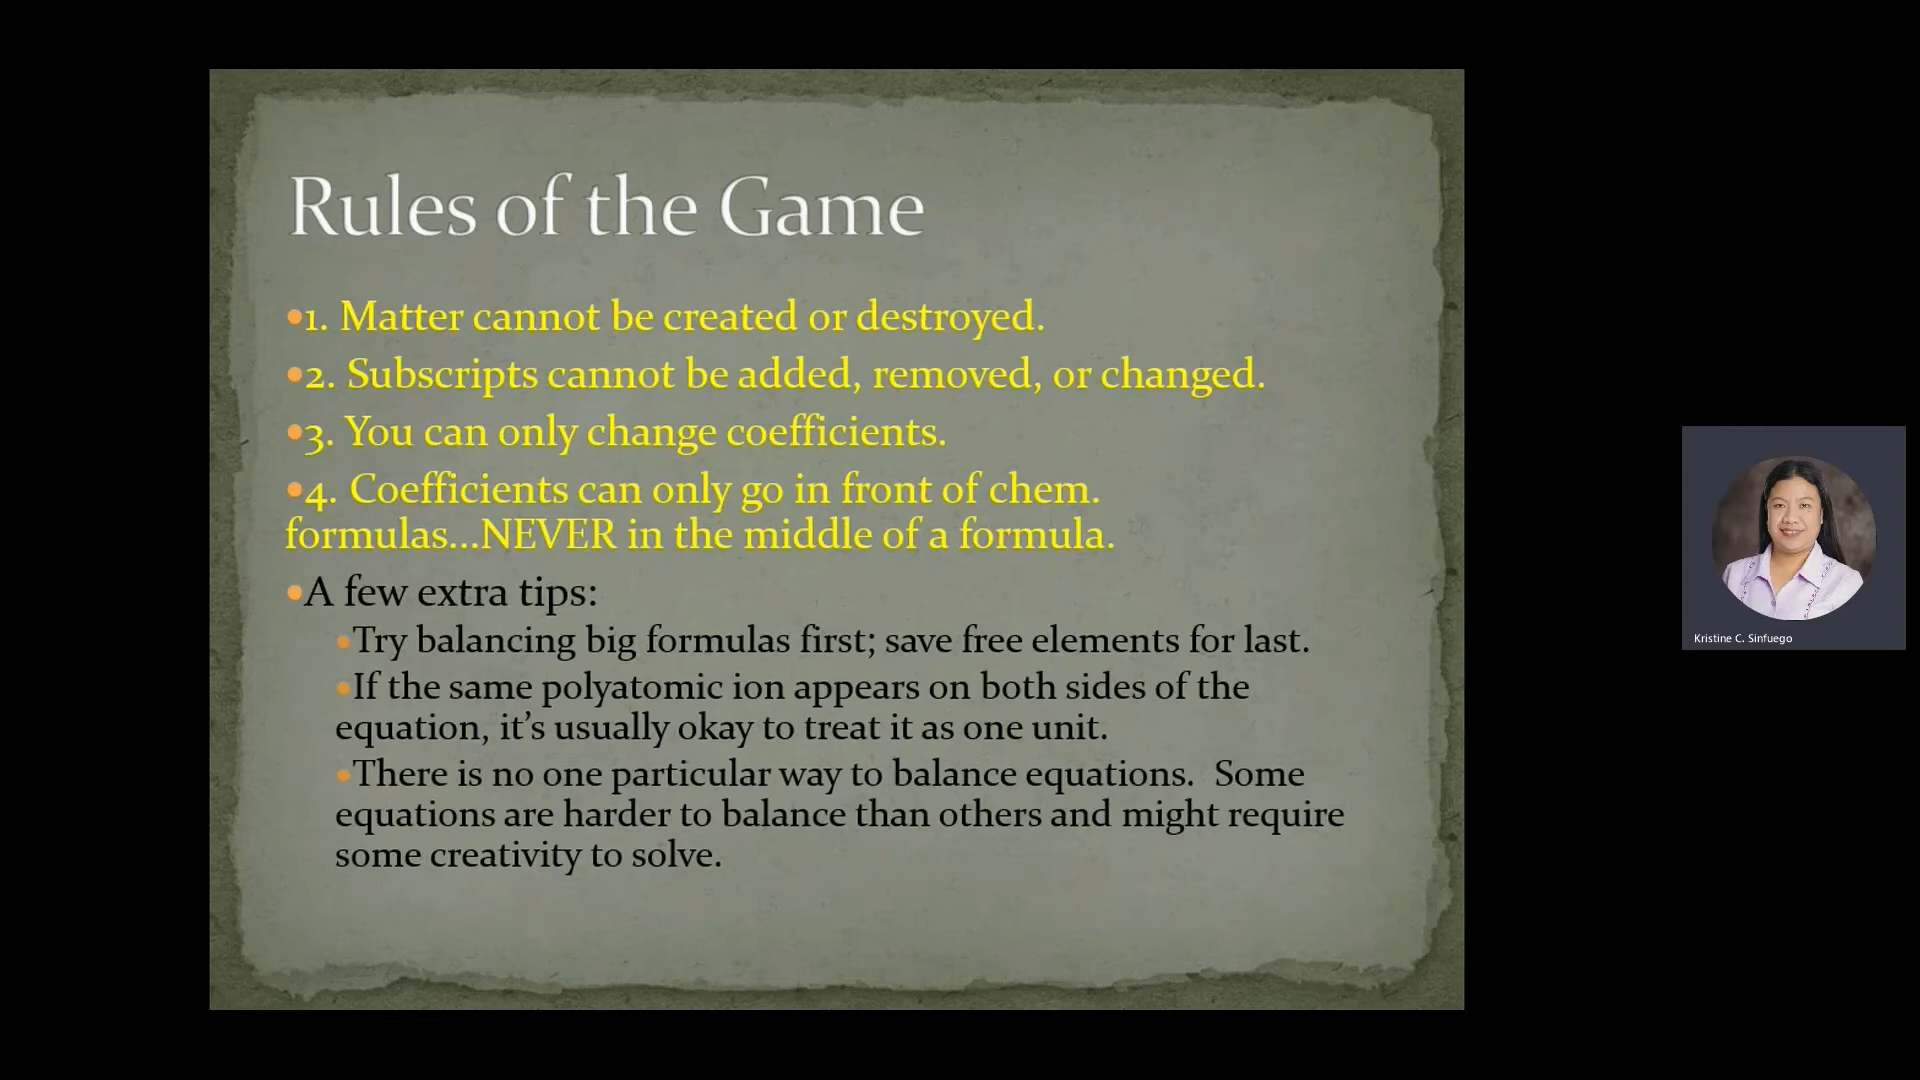 Rules of the Game
•1. Matter cannot be created or destroyed.
•2. Subscripts cannot be added, removed, or changed.
•3. You can only change coefficients.
•4. Coefficients can only go in front of chem.
formulas...NEVER in the middle of a formula.
•A few extra tips:
•Try balancing big formulas first; save free elements for last.
•If the same polyatomic ion appears on both sides of the
equation, it’s usually okay to treat it as one unit.
•There is no one particular way to balance equations.  Some
equations are harder to balance than others and might require
some creativity to solve.
Kristine C. Sinfuego